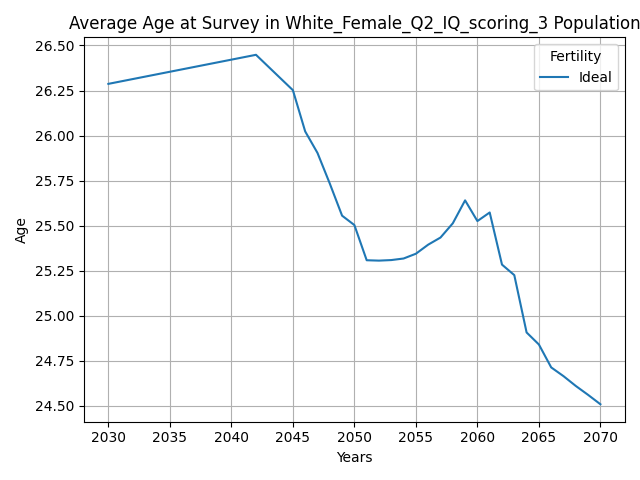 Average Age at Survey in White_Female_Q2_IQ_scoring_3 Population
26.50
26.25
26.00
25.75
25.50
25.25
25.00
24.75
24.50
Age
Fertility
Ideal
2030 2035 2040 2045 2050 2055 2060 2065 2070
Years